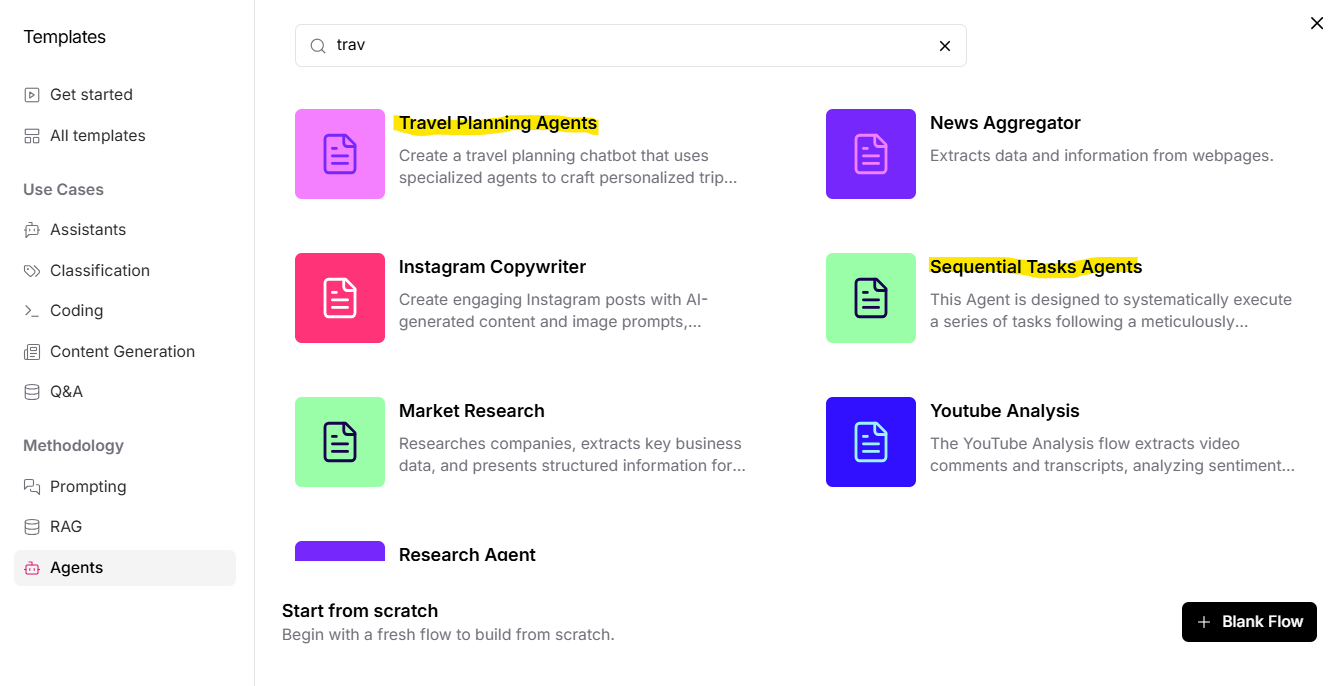 Templates
Get started
All templates
Use Cases
Assistants
Classification
Coding
Content Generation
Q&A
Methodology
Prompting
RAG
Agents
trav
Travel Planning Agents
Create a travel planning chatbot that uses
specialized agents to craft personalized trip...
News Aggregator
Extracts data and information from webpages.
Instagram Copywriter
Create engaging Instagram posts with AI-
generated content and image prompts,...
Sequential Tasks Agents
This Agent is designed to systematically execute
a series of tasks following a meticulously...
Market Research
Researches companies, extracts key business
data, and presents structured information for...
Youtube Analysis
The YouTube Analysis flow extracts video
comments and transcripts, analyzing sentiment...
Research Agent
Start from scratch
Begin with a fresh flow to build from scratch.
Blank Flow